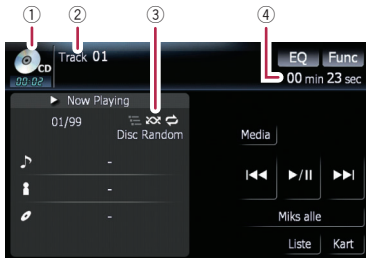 ① ② ③ ④
CD
00:02
Track 01
EQ
Func
00 min 23 sec
Now Playing
01/99
Disc Random
-
-
-
Media
Miks alle
Liste
Kart